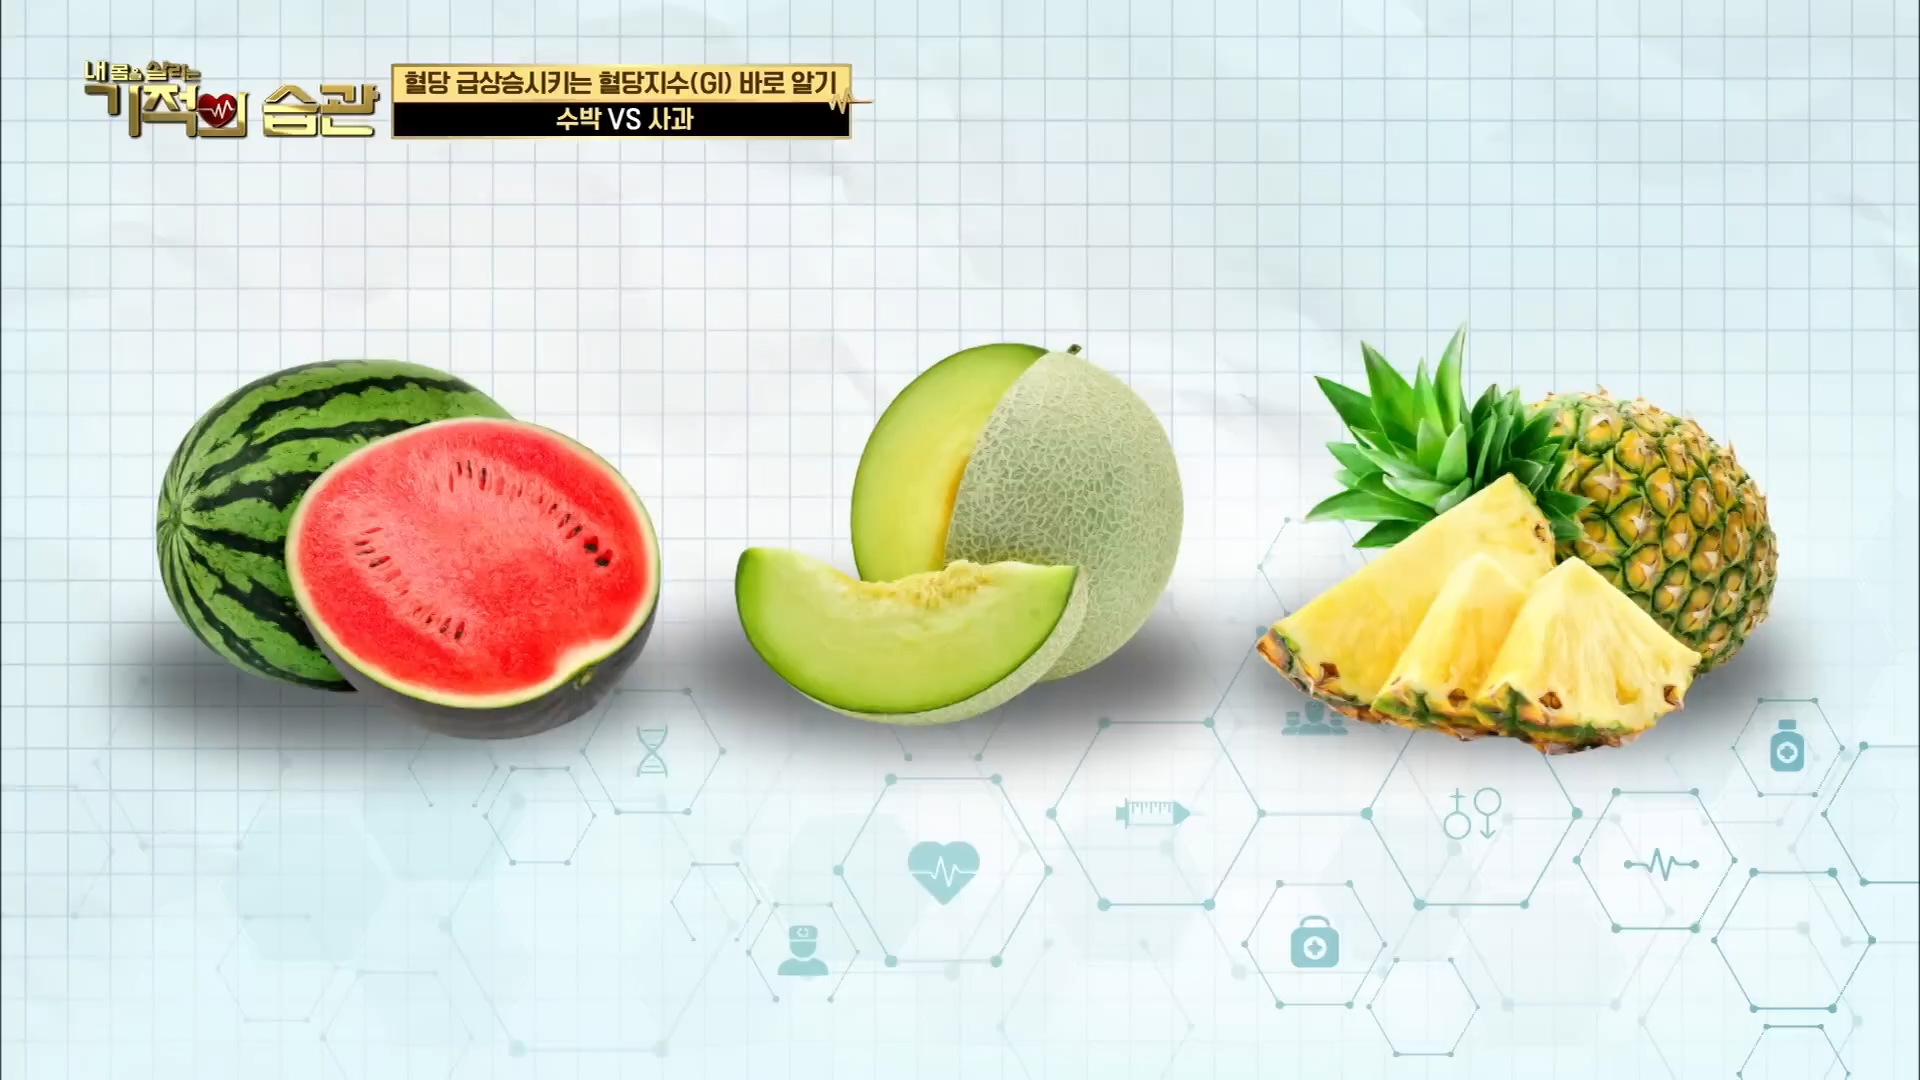 내 몸을 살리는
기적의 습관
혈당 급상승시키는 혈당지수(GI) 바로 알기
수박 VS 사과